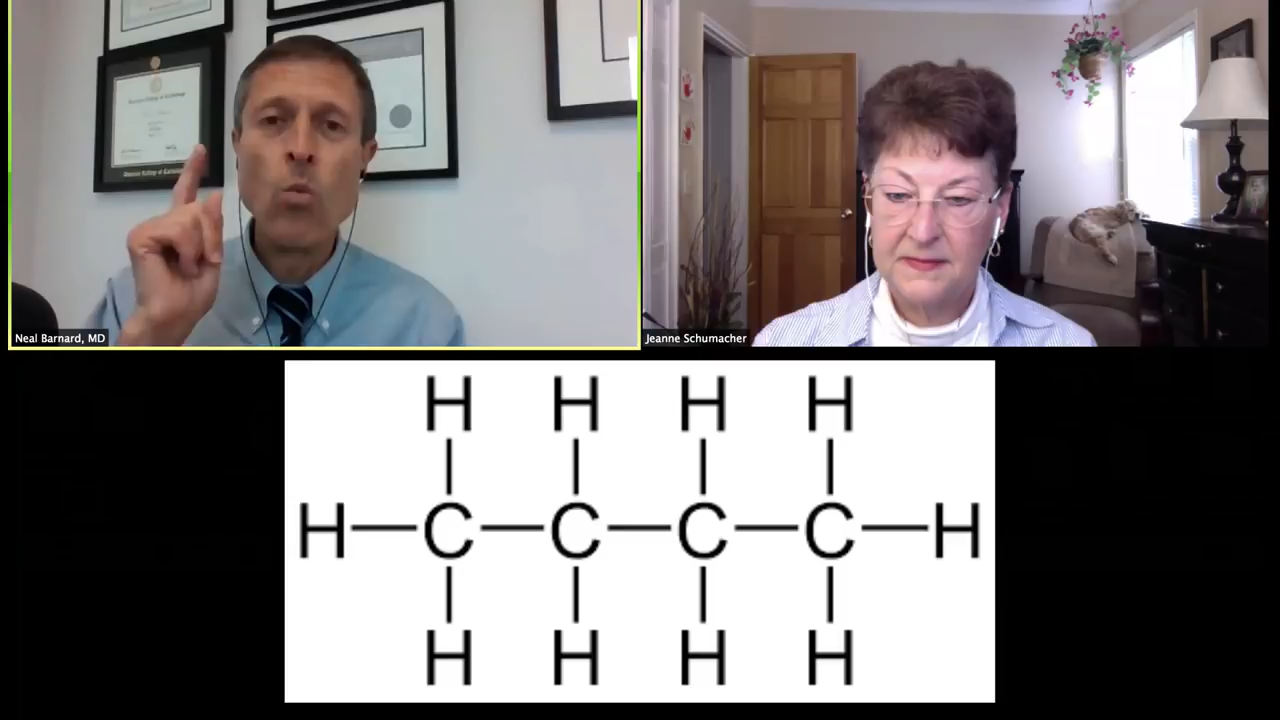 Neal Barnard, MD
Jeanne Schumacher
H H H H
H—C—C—C—C—H
H H H H